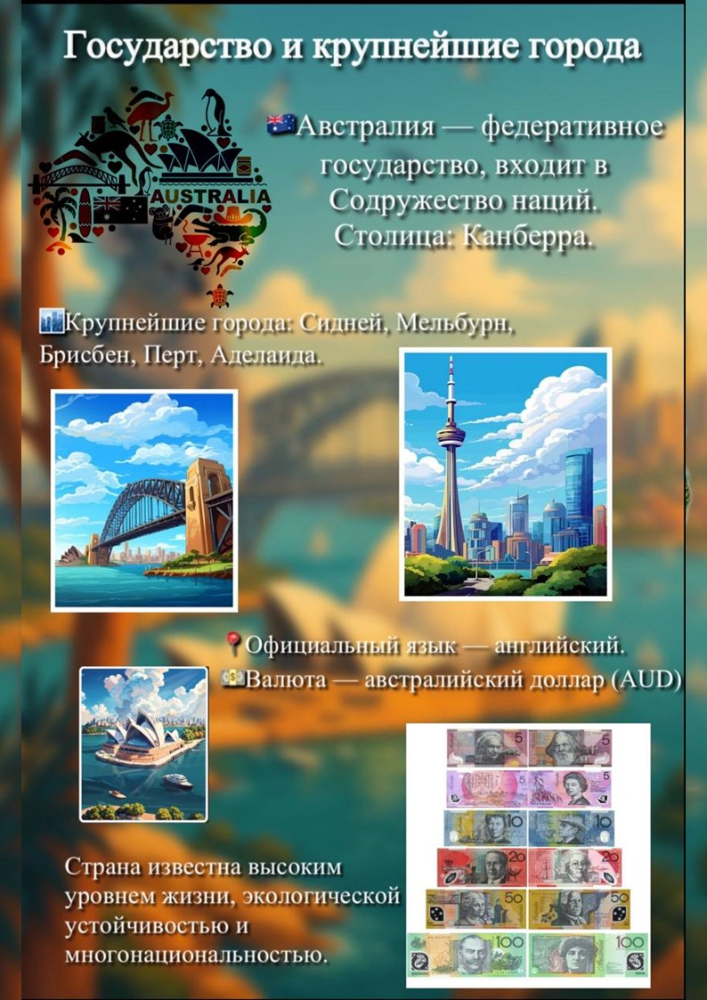 Государство и крупнейшие города
Австралия — федеративное
государство, входит в
Содружество наций.
Столица: Канберра.
AUSTRALIA
Крупнейшие города: Сидней, Мельбурн,
Брисбен, Перт, Аделаида.
Официальный язык — английский.
Валюта — австралийский доллар (AUD)
5 5
5
10 10
20 20
50 50
100 100
Страна известна высоким
уровнем жизни, экологической
устойчивостью и
многонациональностью.